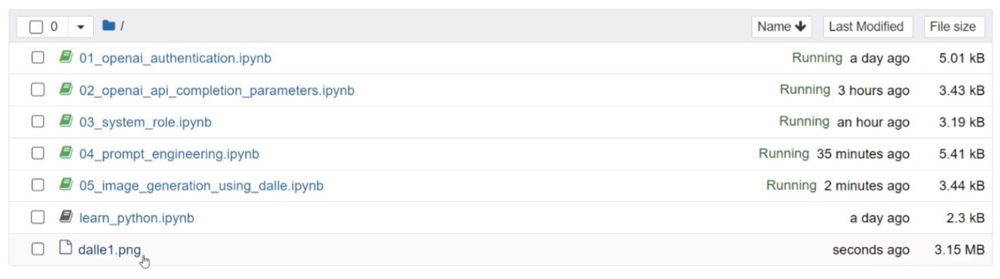 0 / Name Last Modified File size
01_openai_authentication.ipynb Running a day ago 5.01 kB
02_openai_api_completion_parameters.ipynb Running 3 hours ago 3.43 kB
03_system_role.ipynb Running an hour ago 3.19 kB
04_prompt_engineering.ipynb Running 35 minutes ago 5.41 kB
05_image_generation_using_dalle.ipynb Running 2 minutes ago 3.44 kB
learn_python.ipynb a day ago 2.3 kB
dalle1.png seconds ago 3.15 MB